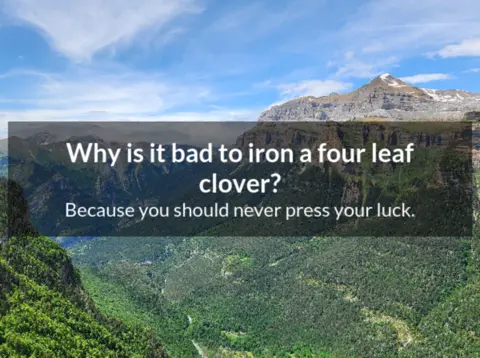 Why is it bad to iron a four leaf
clover?
Because you should never press your luck.